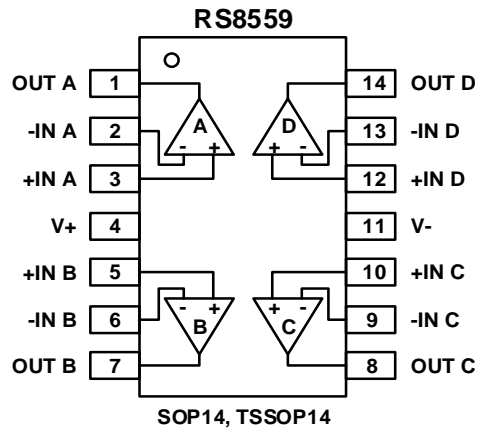 RS8559
OUT A 1 14 OUT D
-IN A 2 A D 13 -IN D
- + + -
+IN A 3 12 +IN D
V+ 4 11 V-
+IN B 5 10 +IN C
- + + -
-IN B 6 B C 9 -IN C
OUT B 7 8 OUT C
SOP14, TSSOP14